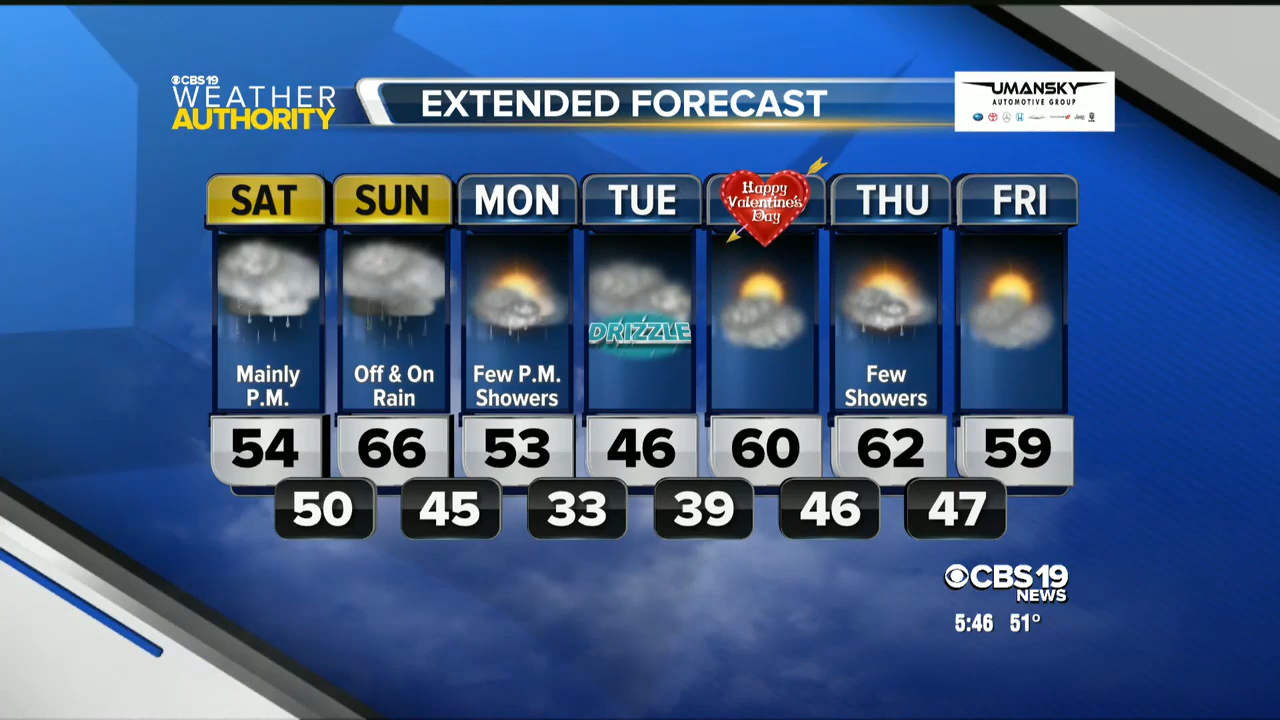 CBS19
WEATHER
AUTHORITY
EXTENDED FORECAST
UMANSKY
AUTOMOTIVE GROUP
SAT
SUN
MON
TUE
Happy
Valentine's
Day
THU
FRI
DRIZZLE
Mainly
P.M.
Off & On
Rain
Few P.M.
Showers
Few
Showers
54 66 53 46 60 62 59
50 45 33 39 46 47
CBS 19
NEWS
5:46 51°